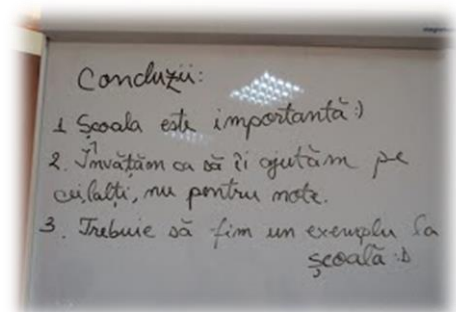 Concluzii:
1 Școala este importantă :)
2. Învățăm ca să îi ajutăm pe
ceilalți, nu pentru note.
3. Trebuie să fim un exemplu la
școală :D